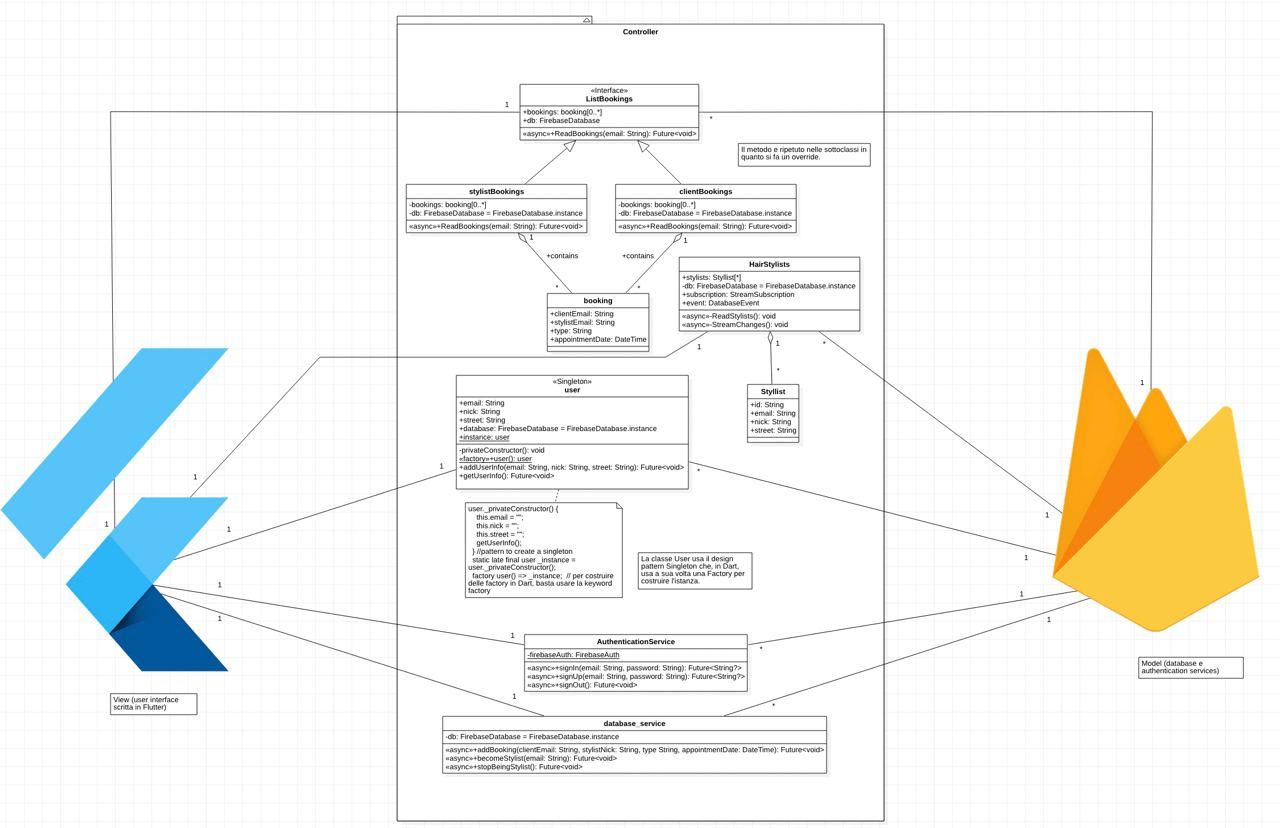 Controller
«Interface»
ListBookings
+bookings: booking[0..*]
+db: FirebaseDatabase
«async»+ReadBookings(email: String): Future<void>
1
*
Il metodo e ripetuto nelle sottoclassi in
quanto si fa un override.
stylistBookings
-bookings: booking[0..*]
-db: FirebaseDatabase = FirebaseDatabase.instance
«async»+ReadBookings(email: String): Future<void>
clientBookings
-bookings: booking[0..*]
-db: FirebaseDatabase = FirebaseDatabase.instance
«async»+ReadBookings(email: String): Future<void>
1
1
+contains
+contains
*
*
booking
+clientEmail: String
+stylistEmail: String
+type: String
+appointmentDate: DateTime
HairStylists
+stylists: Stylist[*]
-db: FirebaseDatabase = FirebaseDatabase.instance
+subscription: StreamSubscription
+event: DatabaseEvent
«async»-ReadStylists(): void
«async»-StreamChanges(): void
1
1
*
*
Styllist
+id: String
+email: String
+nick: String
+street: String
1
«Singleton»
user
+email: String
+nick: String
+street: String
+database: FirebaseDatabase = FirebaseDatabase.instance
+instance: user
-privateConstructor(): void
«factory»+user(): user
+addUserInfo(email: String, nick: String, street: String): Future<void>
+getUserInfo(): Future<void>
1
*
1
1
1
1
1
user._privateConstructor() {
this.email = "";
this.nick = "";
this.street = "";
getUserInfo();
} //pattern to create a singleton
static late final user _instance =
user._privateConstructor();
factory user() => _instance; // per costruire
delle factory in Dart, basta usare la keyword
factory
La classe User usa il design
pattern Singleton che, in Dart,
usa a sua volta una Factory per
costruire l'istanza.
1
1
1
1
1
*
AuthenticationService
-firebaseAuth: FirebaseAuth
«async»+signIn(email: String, password: String): Future<String?>
«async»+signUp(email: String, password: String): Future<String?>
«async»+signOut(): Future<void>
1
*
database_service
-db: FirebaseDatabase = FirebaseDatabase.instance
«async»+addBooking(clientEmail: String, stylistNick: String, type String, appointmentDate: DateTime): Future<void>
«async»+becomeStylist(email: String): Future<void>
«async»+stopBeingStylist(): Future<void>
View (user interface
scritta in Flutter)
Model (database e
authentication services)